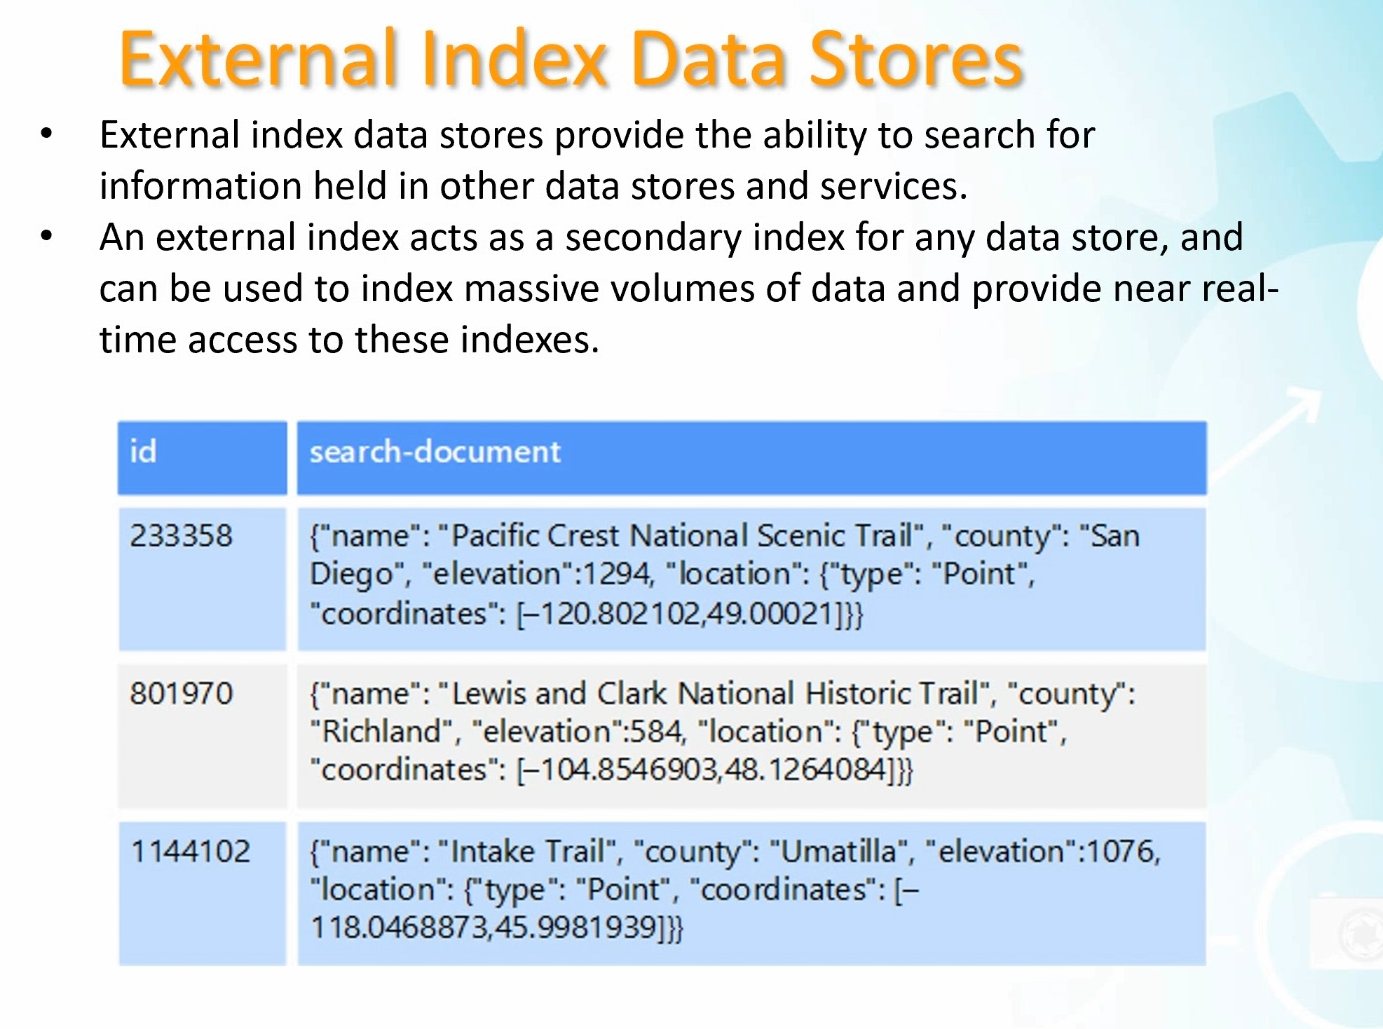 External Index Data Stores
• External index data stores provide the ability to search for
information held in other data stores and services.
• An external index acts as a secondary index for any data store, and
can be used to index massive volumes of data and provide near real-
time access to these indexes.
id search-document
233358 {"name": "Pacific Crest National Scenic Trail", "county": "San
Diego", "elevation":1294, "location": {"type": "Point",
"coordinates": [–120.802102,49.00021]}}
801970 {"name": "Lewis and Clark National Historic Trail", "county":
"Richland", "elevation":584, "location": {"type": "Point",
"coordinates": [–104.8546903,48.1264084]}}
1144102 {"name": "Intake Trail", "county": "Umatilla", "elevation":1076,
"location": {"type": "Point", "coordinates": [–
118.0468873,45.9981939]}}